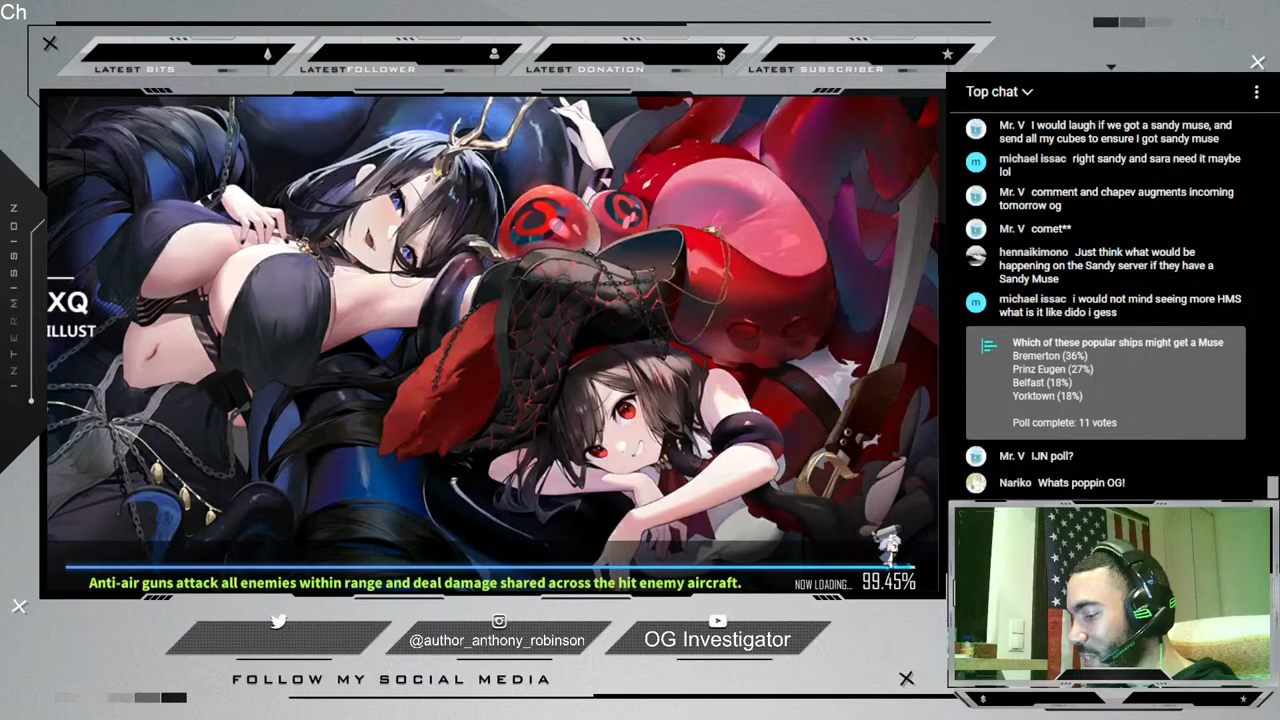 Ch
LATEST BITS
LATEST FOLLOWER
LATEST DONATION
LATEST SUBSCRIBER
INTERMISSION
XQ
ILLUST
Anti-air guns attack all enemies within range and deal damage shared across the hit enemy aircraft.
NOW LOADING... 99.45%
Top chat
Mr. V I would laugh if we got a sandy muse, and
send all my cubes to ensure I got sandy muse
michael issac right sandy and sara need it maybe
lol
Mr. V comment and chapev augments incoming
tomorrow og
Mr. V comet**
hennaikimono Just think what would be
happening on the Sandy server if they have a
Sandy Muse
michael issac i would not mind seeing more HMS
what is it like dido i gess
Which of these popular ships might get a Muse
Bremerton (36%)
Prinz Eugen (27%)
Belfast (18%)
Yorktown (18%)
Poll complete: 11 votes
Mr. V IJN poll?
Nariko Whats poppin OG!
@author_anthony_robinson
OG Investigator
FOLLOW MY SOCIAL MEDIA